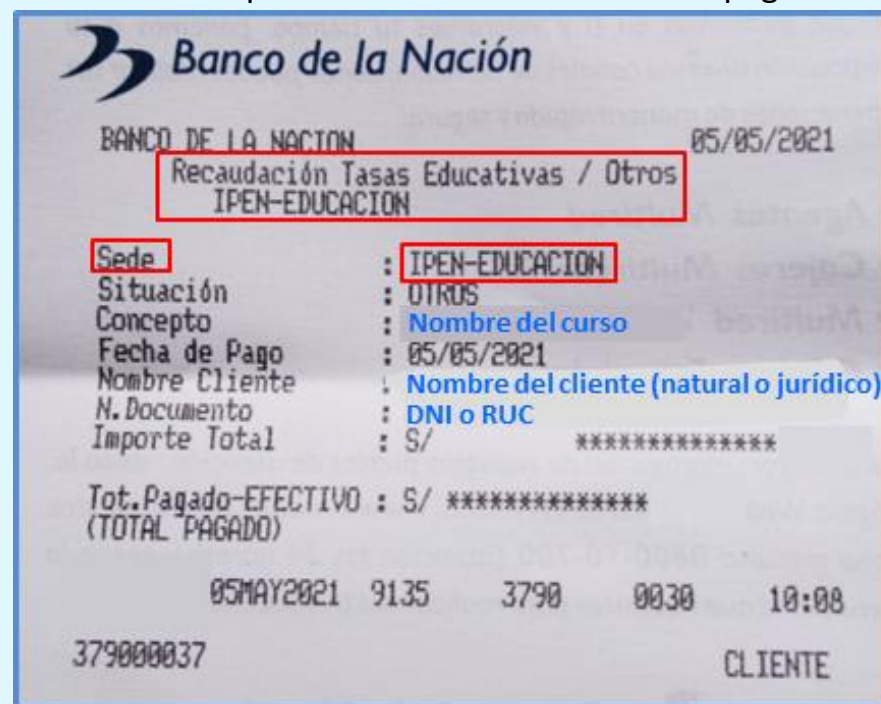 Banco de la Nación
BANCO DE LA NACION 05/05/2021
Recaudación Tasas Educativas / Otros
IPEN-EDUCACION
Sede : IPEN-EDUCACION
Situación : OTROS
Concepto : Nombre del curso
Fecha de Pago : 05/05/2021
Nombre Cliente : Nombre del cliente (natural o jurídico)
N.Documento : DNI o RUC
Importe Total : S/ **************
Tot.Pagado-EFECTIVO : S/ **************
(TOTAL PAGADO)
05MAY2021 9135 3790 0030 10:08
379000037 CLIENTE